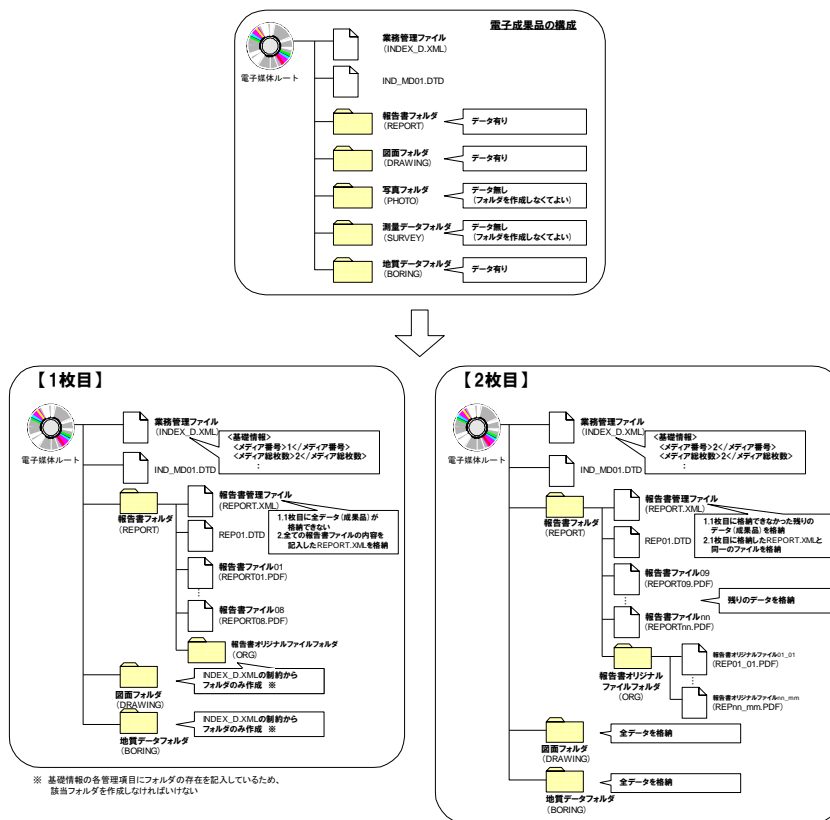 電子成果品の構成
電子媒体ルート
業務管理ファイル
(INDEX_D.XML)
IND_MD01.DTD
報告書フォルダ
(REPORT)
データ有り
図面フォルダ
(DRAWING)
データ有り
写真フォルダ
(PHOTO)
データ無し
(フォルダを作成しなくてよい)
測量データフォルダ
(SURVEY)
データ無し
(フォルダを作成しなくてよい)
地質データフォルダ
(BORING)
データ有り
【1枚目】
電子媒体ルート
業務管理ファイル
(INDEX_D.XML)
<基礎情報>
<メディア番号>1</メディア番号>
<メディア総枚数>2</メディア総枚数>
:
IND_MD01.DTD
報告書フォルダ
(REPORT)
報告書管理ファイル
(REPORT.XML)
1.1枚目に全データ(成果品)が
格納できない
2.全ての報告書ファイルの内容を
記入したREPORT.XMLを格納
REP01.DTD
報告書ファイル01
(REPORT01.PDF)
報告書ファイル08
(REPORT08.PDF)
報告書オリジナルファイルフォルダ
(ORG)
図面フォルダ
(DRAWING)
INDEX_D.XMLの制約から
フォルダのみ作成 ※
地質データフォルダ
(BORING)
INDEX_D.XMLの制約から
フォルダのみ作成 ※
※ 基礎情報の各管理項目にフォルダの存在を記入しているため、
該当フォルダを作成しなければいけない
【2枚目】
電子媒体ルート
業務管理ファイル
(INDEX_D.XML)
<基礎情報>
<メディア番号>2</メディア番号>
<メディア総枚数>2</メディア総枚数>
:
IND_MD01.DTD
報告書フォルダ
(REPORT)
報告書管理ファイル
(REPORT.XML)
1.1枚目に格納できなかった残りの
データ(成果品)を格納
2.1枚目に格納したREPORT.XMLと
同一のファイルを格納
REP01.DTD
報告書ファイル09
(REPORT09.PDF)
残りのデータを格納
報告書ファイルnn
(REPORTnn.PDF)
報告書オリジナル
ファイルフォルダ
(ORG)
報告書オリジナルファイル01_01
(REP01_01.PDF)
報告書オリジナルファイルnn_mm
(REPnn_mm.PDF)
図面フォルダ
(DRAWING)
全データを格納
地質データフォルダ
(BORING)
全データを格納